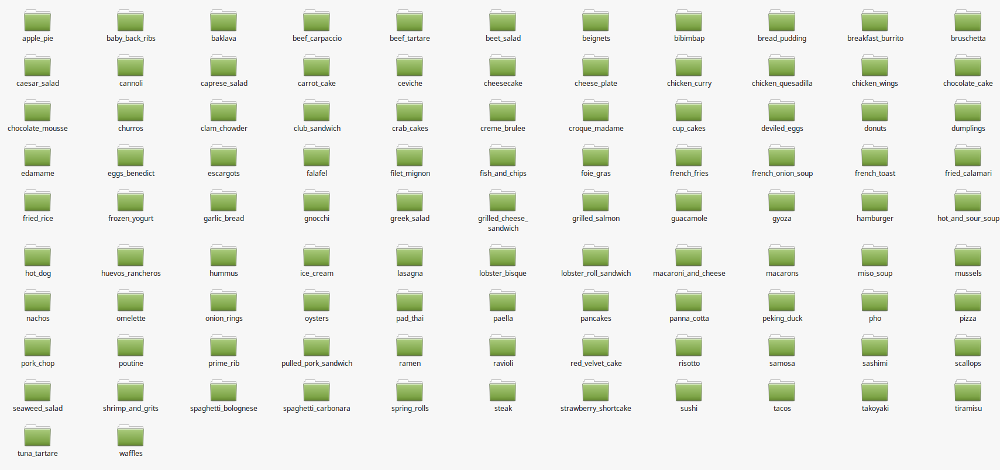 apple_pie baby_back_ribs baklava beef_carpaccio beef_tartare beet_salad beignets bibimbap bread_pudding breakfast_burrito bruschetta
caesar_salad cannoli caprese_salad carrot_cake ceviche cheesecake cheese_plate chicken_curry chicken_quesadilla chicken_wings chocolate_cake
chocolate_mousse churros clam_chowder club_sandwich crab_cakes creme_brulee croque_madame cup_cakes deviled_eggs donuts dumplings
edamame eggs_benedict escargots falafel filet_mignon fish_and_chips foie_gras french_fries french_onion_soup french_toast fried_calamari
fried_rice frozen_yogurt garlic_bread gnocchi greek_salad grilled_cheese_ grilled_salmon guacamole gyoza hamburger hot_and_sour_soup
sandwich
hot_dog huevos_rancheros hummus ice_cream lasagna lobster_bisque lobster_roll_sandwich macaroni_and_cheese macarons miso_soup mussels
nachos omelette onion_rings oysters pad_thai paella pancakes panna_cotta peking_duck pho pizza
pork_chop poutine prime_rib pulled_pork_sandwich ramen ravioli red_velvet_cake risotto samosa sashimi scallops
seaweed_salad shrimp_and_grits spaghetti_bolognese spaghetti_carbonara spring_rolls steak strawberry_shortcake sushi tacos takoyaki tiramisu
tuna_tartare waffles